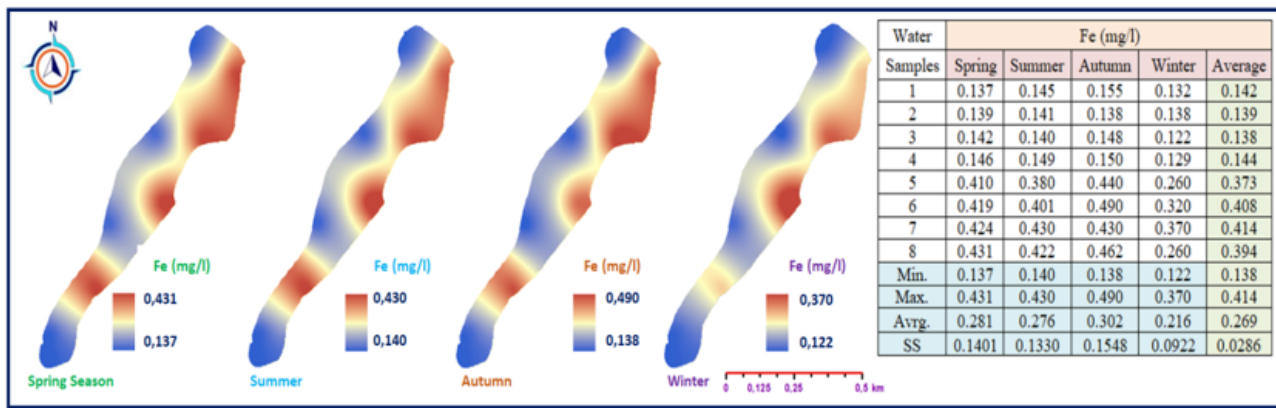 N
Fe (mg/l)
0,431
0,137
Spring Season
Fe (mg/l)
0,430
0,140
Summer
Fe (mg/l)
0,490
0,138
Autumn
Fe (mg/l)
0,370
0,122
Winter
0 0,125 0,25 0,5 km
Water Fe (mg/l)
Samples Spring Summer Autumn Winter Average
1 0.137 0.145 0.155 0.132 0.142
2 0.139 0.141 0.138 0.138 0.139
3 0.142 0.140 0.148 0.122 0.138
4 0.146 0.149 0.150 0.129 0.144
5 0.410 0.380 0.440 0.260 0.373
6 0.419 0.401 0.490 0.320 0.408
7 0.424 0.430 0.430 0.370 0.414
8 0.431 0.422 0.462 0.260 0.394
Min. 0.137 0.140 0.138 0.122 0.138
Max. 0.431 0.430 0.490 0.370 0.414
Avrg. 0.281 0.276 0.302 0.216 0.269
SS 0.1401 0.1330 0.1548 0.0922 0.0286